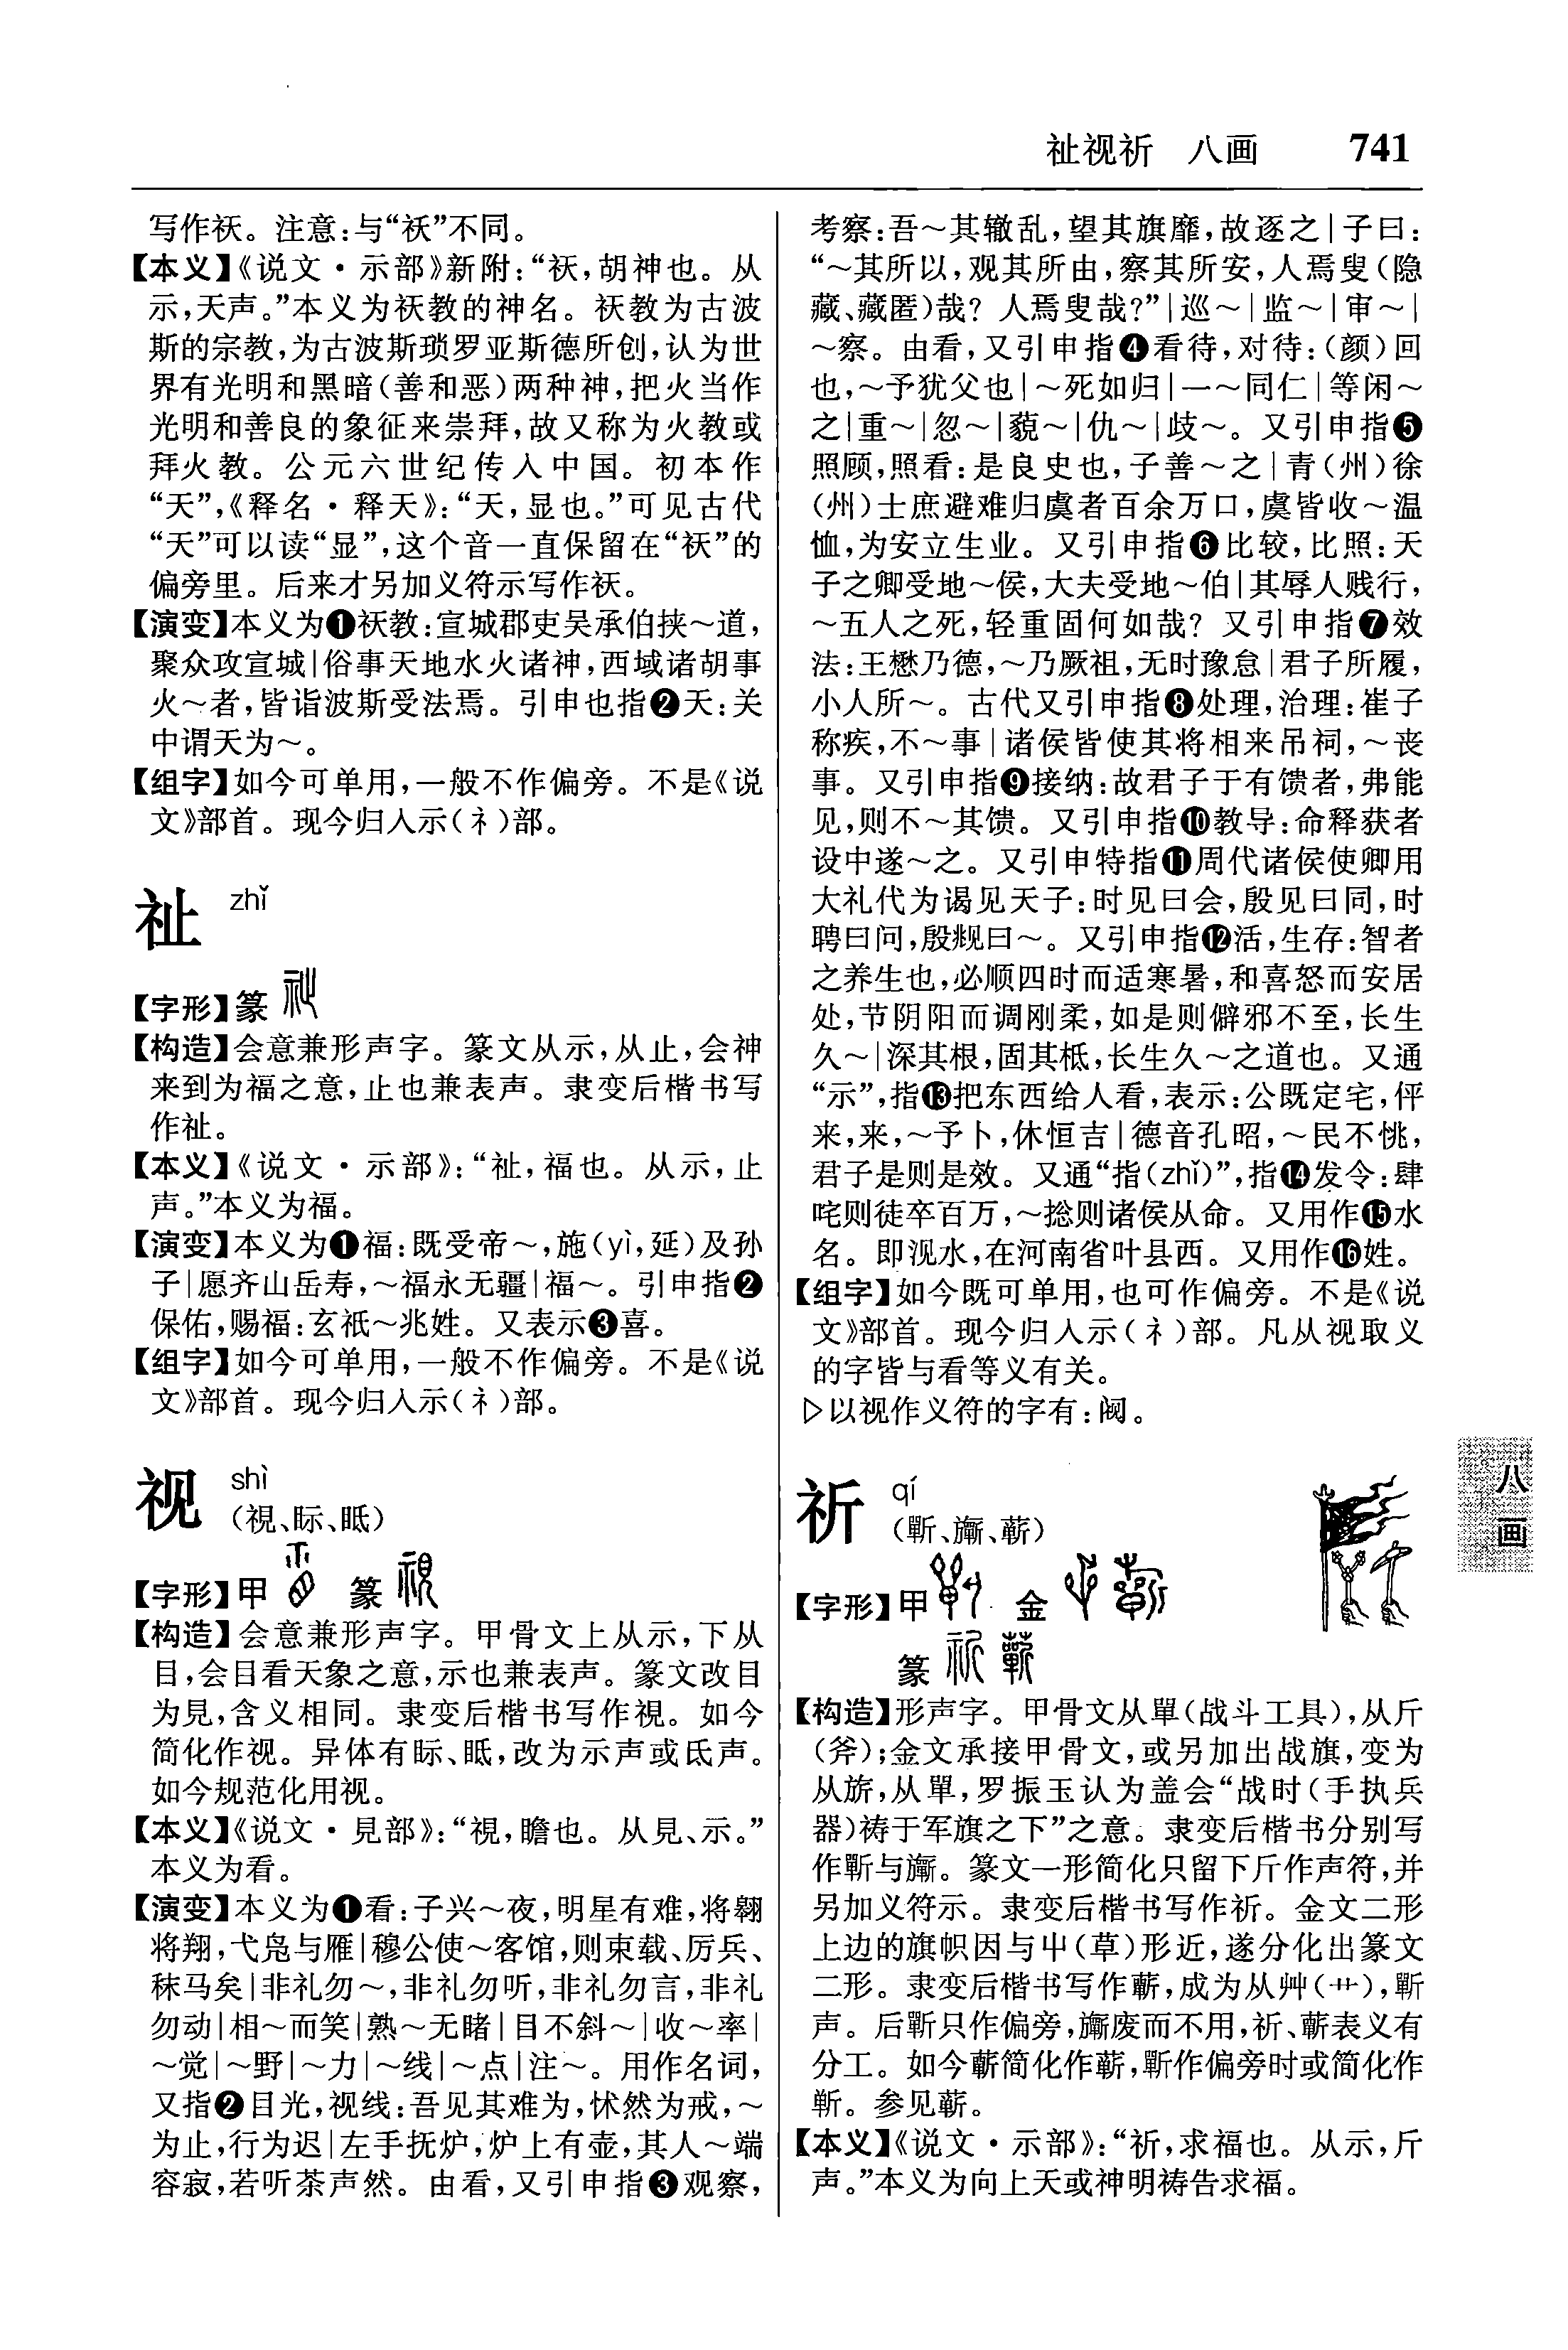 祉视祈 八画 741
写作祆。注意:与“祅”不同。
【本义】《说文·示部》新附:“祆,胡神也。从
示,天声。”本义为祆教的神名。祆教为古波
斯的宗教,为古波斯琐罗亚斯德所创,认为世
界有光明和黑暗(善和恶)两种神,把火当作
光明和善良的象征来崇拜,故又称为火教或
拜火教。公元六世纪传入中国。初本作
“天”,《释名·释天》:“天,显也。”可见古代
“天”可以读“显”,这个音一直保留在“祆”的
偏旁里。后来才另加义符示写作祆。
【演变】本义为❶祆教:宣城郡吏吴承伯挟～道,
聚众攻宣城|俗事天地水火诸神,西域诸胡事
火～者,皆诣波斯受法焉。引申也指❷天:关
中谓天为～。
【组字】如今可单用,一般不作偏旁。不是《说
文》部首。现今归入示(礻)部。
祉 zhǐ
【字形】篆
【构造】会意兼形声字。篆文从示,从止,会神
来到为福之意,止也兼表声。隶变后楷书写
作祉。
【本义】《说文·示部》:“祉,福也。从示,止
声。”本义为福。
【演变】本义为❶福:既受帝～,施(yì,延)及孙
子|愿齐山岳寿,～福永无疆|福～。引申指❷
保佑,赐福:玄祇～兆姓。又表示❸喜。
【组字】如今可单用,一般不作偏旁。不是《说
文》部首。现今归入示(礻)部。
视 shì
(視、眎、眡)
【字形】甲 篆
【构造】会意兼形声字。甲骨文上从示,下从
目,会目看天象之意,示也兼表声。篆文改目
为見,含义相同。隶变后楷书写作視。如今
简化作视。异体有眎、眡,改为示声或氐声。
如今规范化用视。
【本义】《说文·見部》:“視,瞻也。从見、示。”
本义为看。
【演变】本义为❶看:子兴～夜,明星有难,将翱
将翔,弋凫与雁|穆公使～客馆,则束载、厉兵、
秣马矣|非礼勿～,非礼勿听,非礼勿言,非礼
勿动|相～而笑|熟～无睹|目不斜～|收～率|
～觉|～野|～力|～线|～点|注～。用作名词,
又指❷目光,视线:吾见其难为,怵然为戒,～
为止,行为迟|左手抚炉,炉上有壶,其人～端
容寂,若听茶声然。由看,又引申指❸观察,
考察:吾～其辙乱,望其旗靡,故逐之|子曰:
“～其所以,观其所由,察其所安,人焉叟(隐
藏、藏匿)哉?人焉叟哉?”|巡～|监～|审～|
～察。由看,又引申指❹看待,对待:(颜)回
也,～予犹父也|～死如归|一～同仁|等闲～
之|重～|忽～|藐～|仇～|歧～。又引申指❺
照顾,照看:是良史也,子善～之|青(州)徐
(州)士庶避难归虞者百余万口,虞皆收～温
恤,为安立生业。又引申指❻比较,比照:天
子之卿受地～侯,大夫受地～伯|其辱人贱行,
～五人之死,轻重固何如哉?又引申指❼效
法:王懋乃德,～乃厥祖,无时豫怠|君子所履,
小人所～。古代又引申指❽处理,治理:崔子
称疾,不～事|诸侯皆使其将相来吊祠,～丧
事。又引申指❾接纳:故君子于有馈者,弗能
见,则不～其馈。又引申指❿教导:命释获者
设中遂～之。又引申特指⓫周代诸侯使卿用
大礼代为谒见天子:时见曰会,殷见曰同,时
聘曰问,殷觌曰～。又引申指⓬活,生存:智者
之养生也,必顺四时而适寒暑,和喜怒而安居
处,节阴阳而调刚柔,如是则僻邪不至,长生
久～|深其根,固其柢,长生久～之道也。又通
“示”,指⓭把东西给人看,表示:公既定宅,伻
来,来,～予卜,休恒吉|德音孔昭,～民不恌,
君子是则是效。又通“指(zhǐ)”,指⓮发令:肆
咤则徒卒百万,～捻则诸侯从命。又用作⓯水
名。即涀水,在河南省叶县西。又用作⓰姓。
【组字】如今既可单用,也可作偏旁。不是《说
文》部首。现今归入示(礻)部。凡从视取义
的字皆与看等义有关。
▷以视作义符的字有:阌。
祈 qí
(斬、旂、蕲)
【字形】甲 金
篆
【构造】形声字。甲骨文从單(战斗工具),从斤
(斧);金文承接甲骨文,或另加出战旗,变为
从旂,从單,罗振玉认为盖会“战时(手执兵
器)祷于军旗之下”之意。隶变后楷书分别写
作𣂷与䉷。篆文一形简化只留下斤作声符,并
另加义符示。隶变后楷书写作祈。金文二形
上边的旗帜因与屮(草)形近,遂分化出篆文
二形。隶变后楷书写作蘄,成为从艸(艹),𣂷
声。后𣂷只作偏旁,废而不用,祈、蘄表义有
分工。如今蘄简化作蕲,𣂷作偏旁时或简化作
。参见蕲。
【本义】《说文·示部》:“祈,求福也。从示,斤
声。”本义为向上天或神明祷告求福。
八画